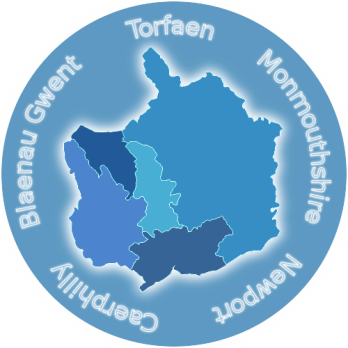 Torfaen
Monmouthshire
Newport
Caerphilly
Blaenau Gwent